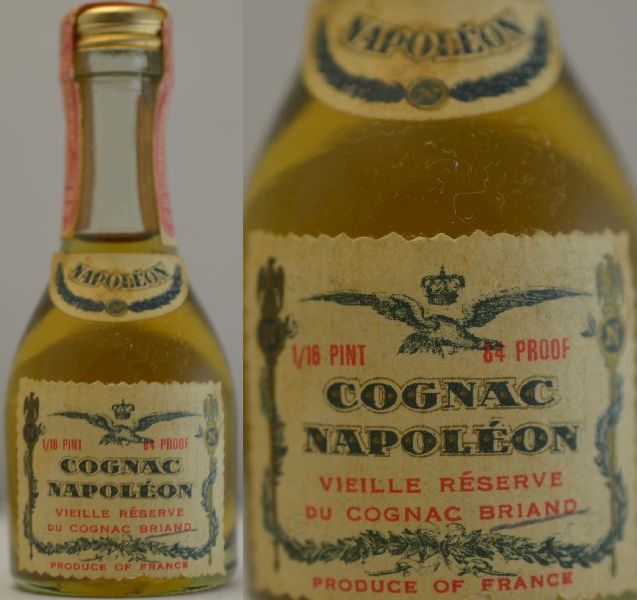 NAPOLÉON
1/16 PINT 84 PROOF
COGNAC
NAPOLÉON
VIEILLE RÉSERVE
DU COGNAC BRIAND
PRODUCE OF FRANCE
NAPOLÉON
N
1/16 PINT 84 PROOF
COGNAC
NAPOLÉON
VIEILLE RÉSERVE
DU COGNAC BRIAND
PRODUCE OF FRANCE